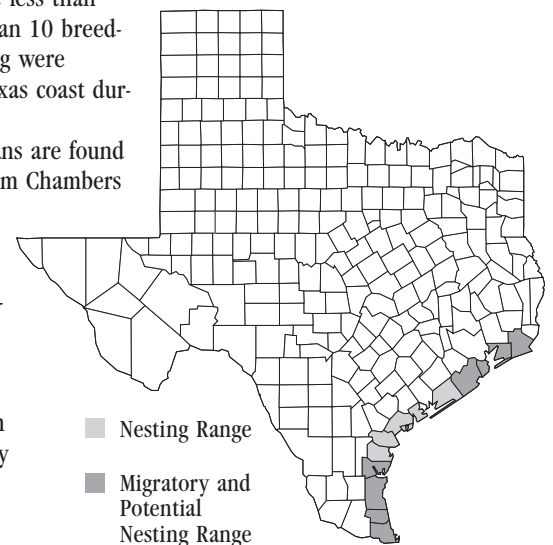 less than
an 10 breed-
g were
xas coast dur-
ns are found
m Chambers
-
n
y
Nesting Range
Migratory and
Potential
Nesting Range